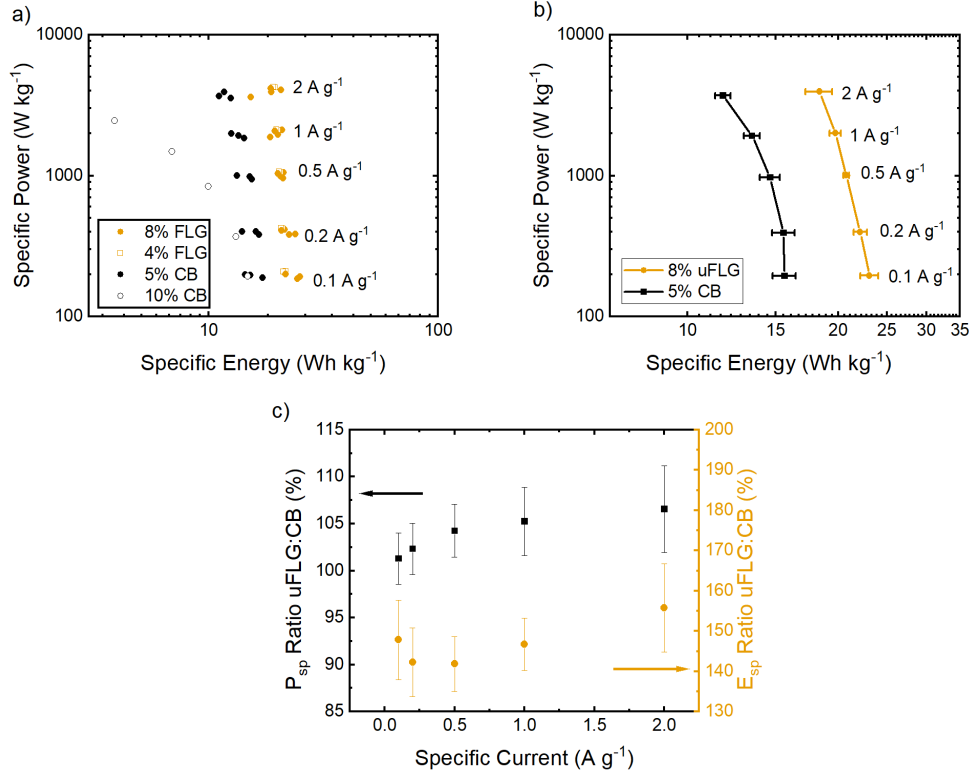 a)
10000
1000
100
10
100
Specific Power (W kg⁻¹)
Specific Energy (Wh kg⁻¹)
2 A g⁻¹
1 A g⁻¹
0.5 A g⁻¹
0.2 A g⁻¹
0.1 A g⁻¹
8% FLG
4% FLG
5% CB
10% CB
b)
10000
1000
100
10
15
20
25
30
35
Specific Power (W kg⁻¹)
Specific Energy (Wh kg⁻¹)
2 A g⁻¹
1 A g⁻¹
0.5 A g⁻¹
0.2 A g⁻¹
0.1 A g⁻¹
8% uFLG
5% CB
c)
115
110
105
100
95
90
85
200
190
180
170
160
150
140
130
0.0
0.5
1.0
1.5
2.0
P_sp Ratio uFLG:CB (%)
E_sp Ratio uFLG:CB (%)
Specific Current (A g⁻¹)